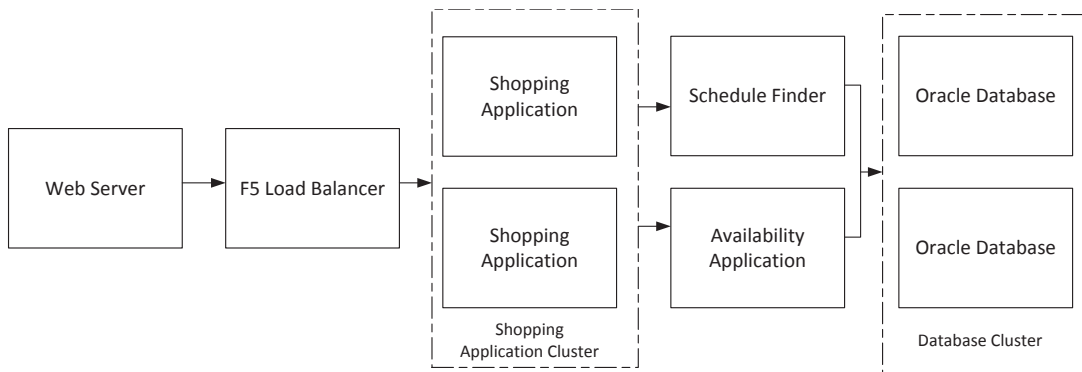 Web Server
F5 Load Balancer
Shopping
Application
Shopping
Application
Shopping
Application Cluster
Schedule Finder
Availability
Application
Oracle Database
Oracle Database
Database Cluster